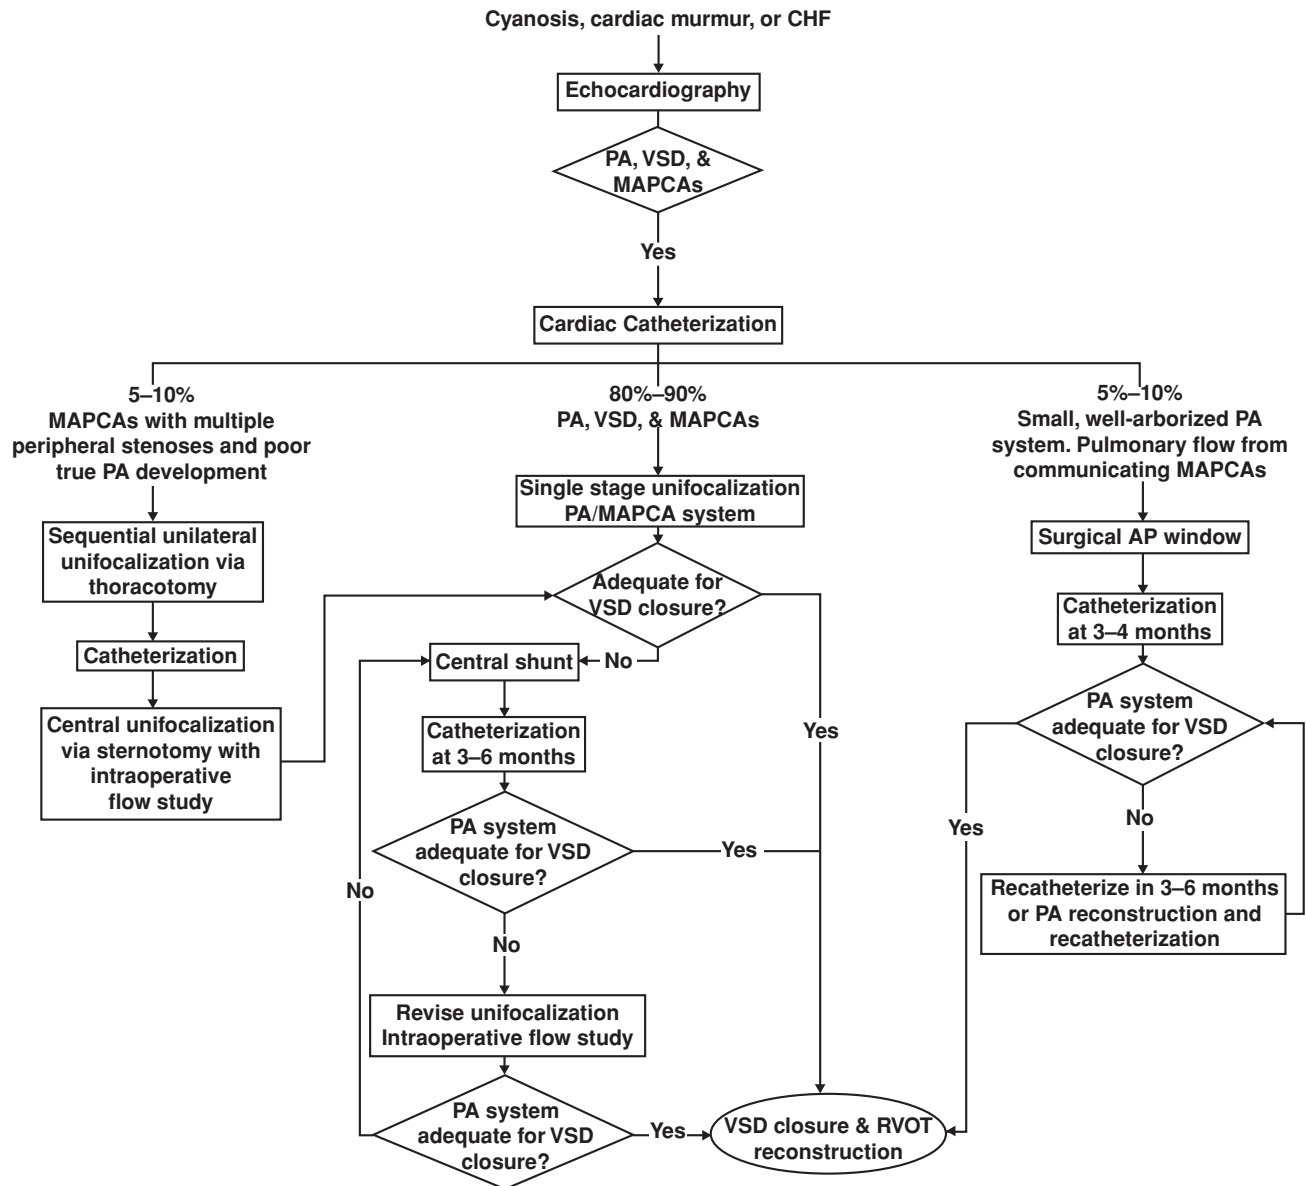 Cyanosis, cardiac murmur, or CHF
Echocardiography
PA, VSD, &
MAPCAs
Yes
Cardiac Catheterization
5–10%
MAPCAs with multiple
peripheral stenoses and poor
true PA development
Sequential unilateral
unifocalization via
thoracotomy
Catheterization
Central unifocalization
via sternotomy with
intraoperative
flow study
80%–90%
PA, VSD, & MAPCAs
Single stage unifocalization
PA/MAPCA system
Adequate for
VSD closure?
No
Yes
Central shunt
Catheterization
at 3–6 months
PA system
adequate for VSD
closure?
Yes
No
No
Revise unifocalization
Intraoperative flow study
PA system
adequate for VSD
closure?
Yes
VSD closure & RVOT
reconstruction
5%–10%
Small, well-arborized PA
system. Pulmonary flow from
communicating MAPCAs
Surgical AP window
Catheterization
at 3–4 months
PA system
adequate for VSD
closure?
Yes
No
Recatheterize in 3–6 months
or PA reconstruction and
recatheterization